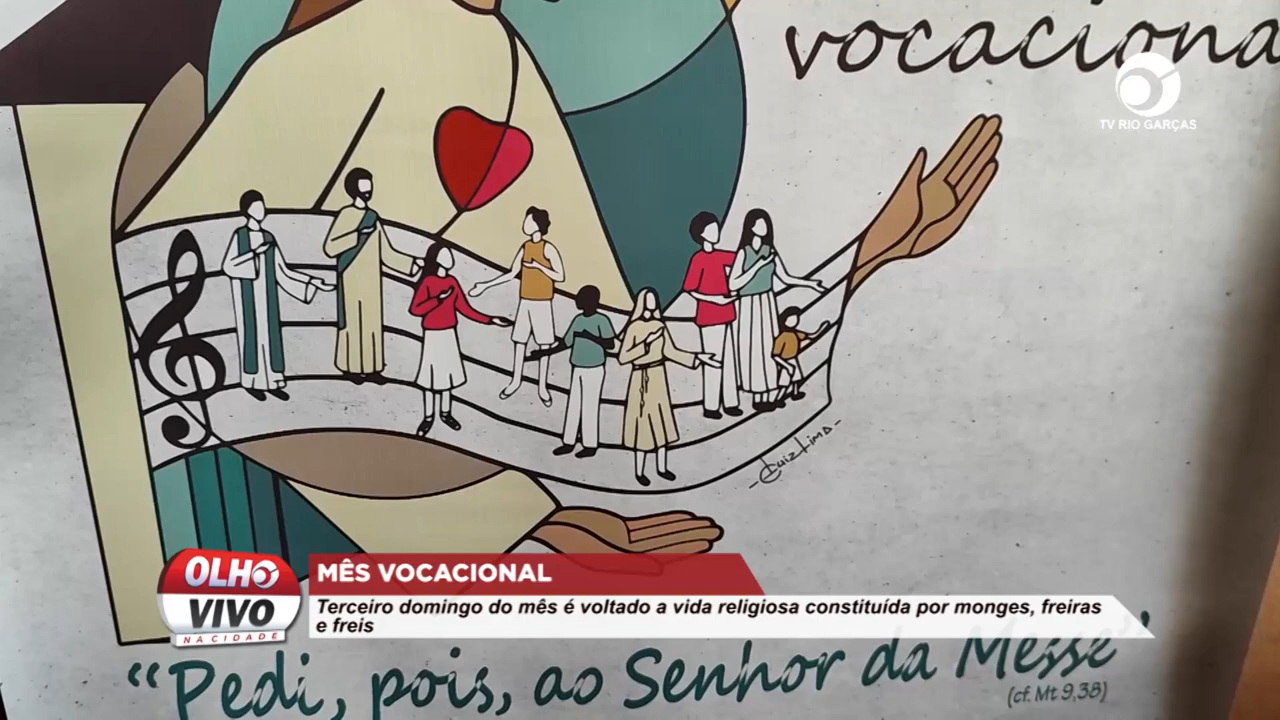 vocaciona
TV RIO GARÇAS
-Luiz Lima-
OLHO
VIVO
NA CIDADE
MÊS VOCACIONAL
Terceiro domingo do mês é voltado a vida religiosa constituída por monges, freiras
e freis
“Pedi, pois, ao Senhor da Messe”
(cf. Mt 9,38)